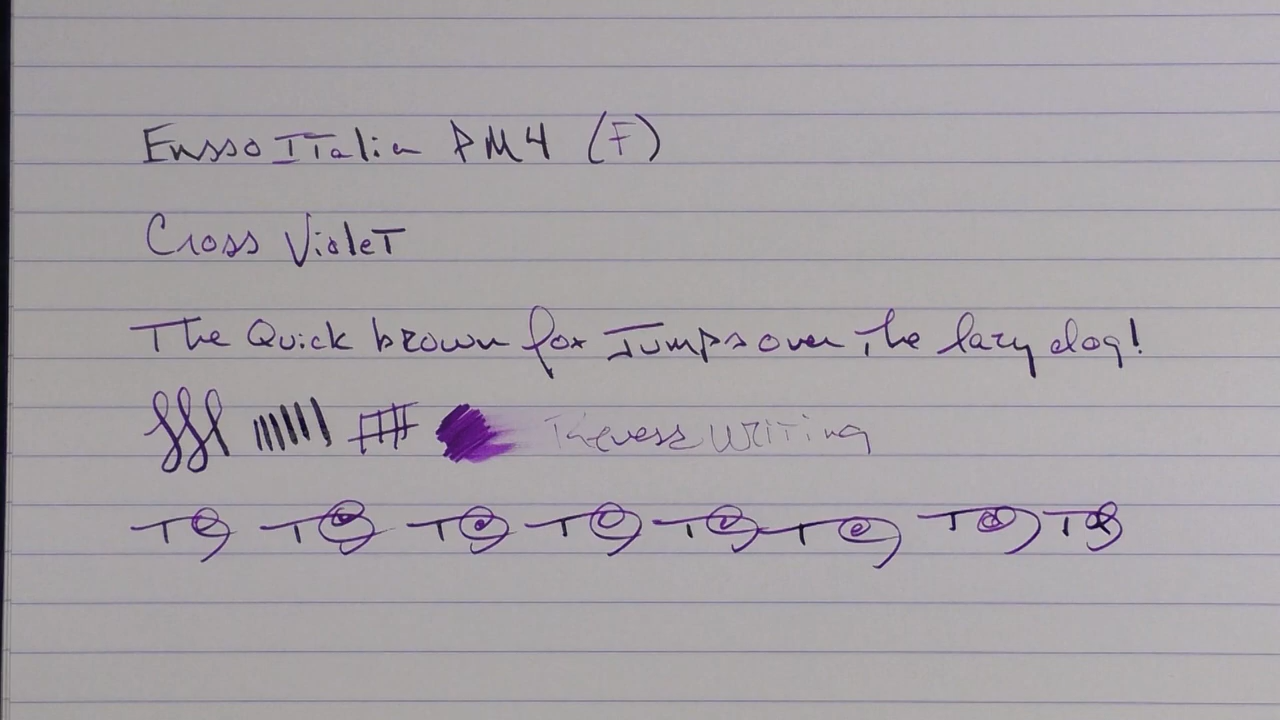 Ensso ITalia PM4 (F)
Cross VioleT
The Quick brown fox Jumps over The lazy dog!
Reverse WriTing